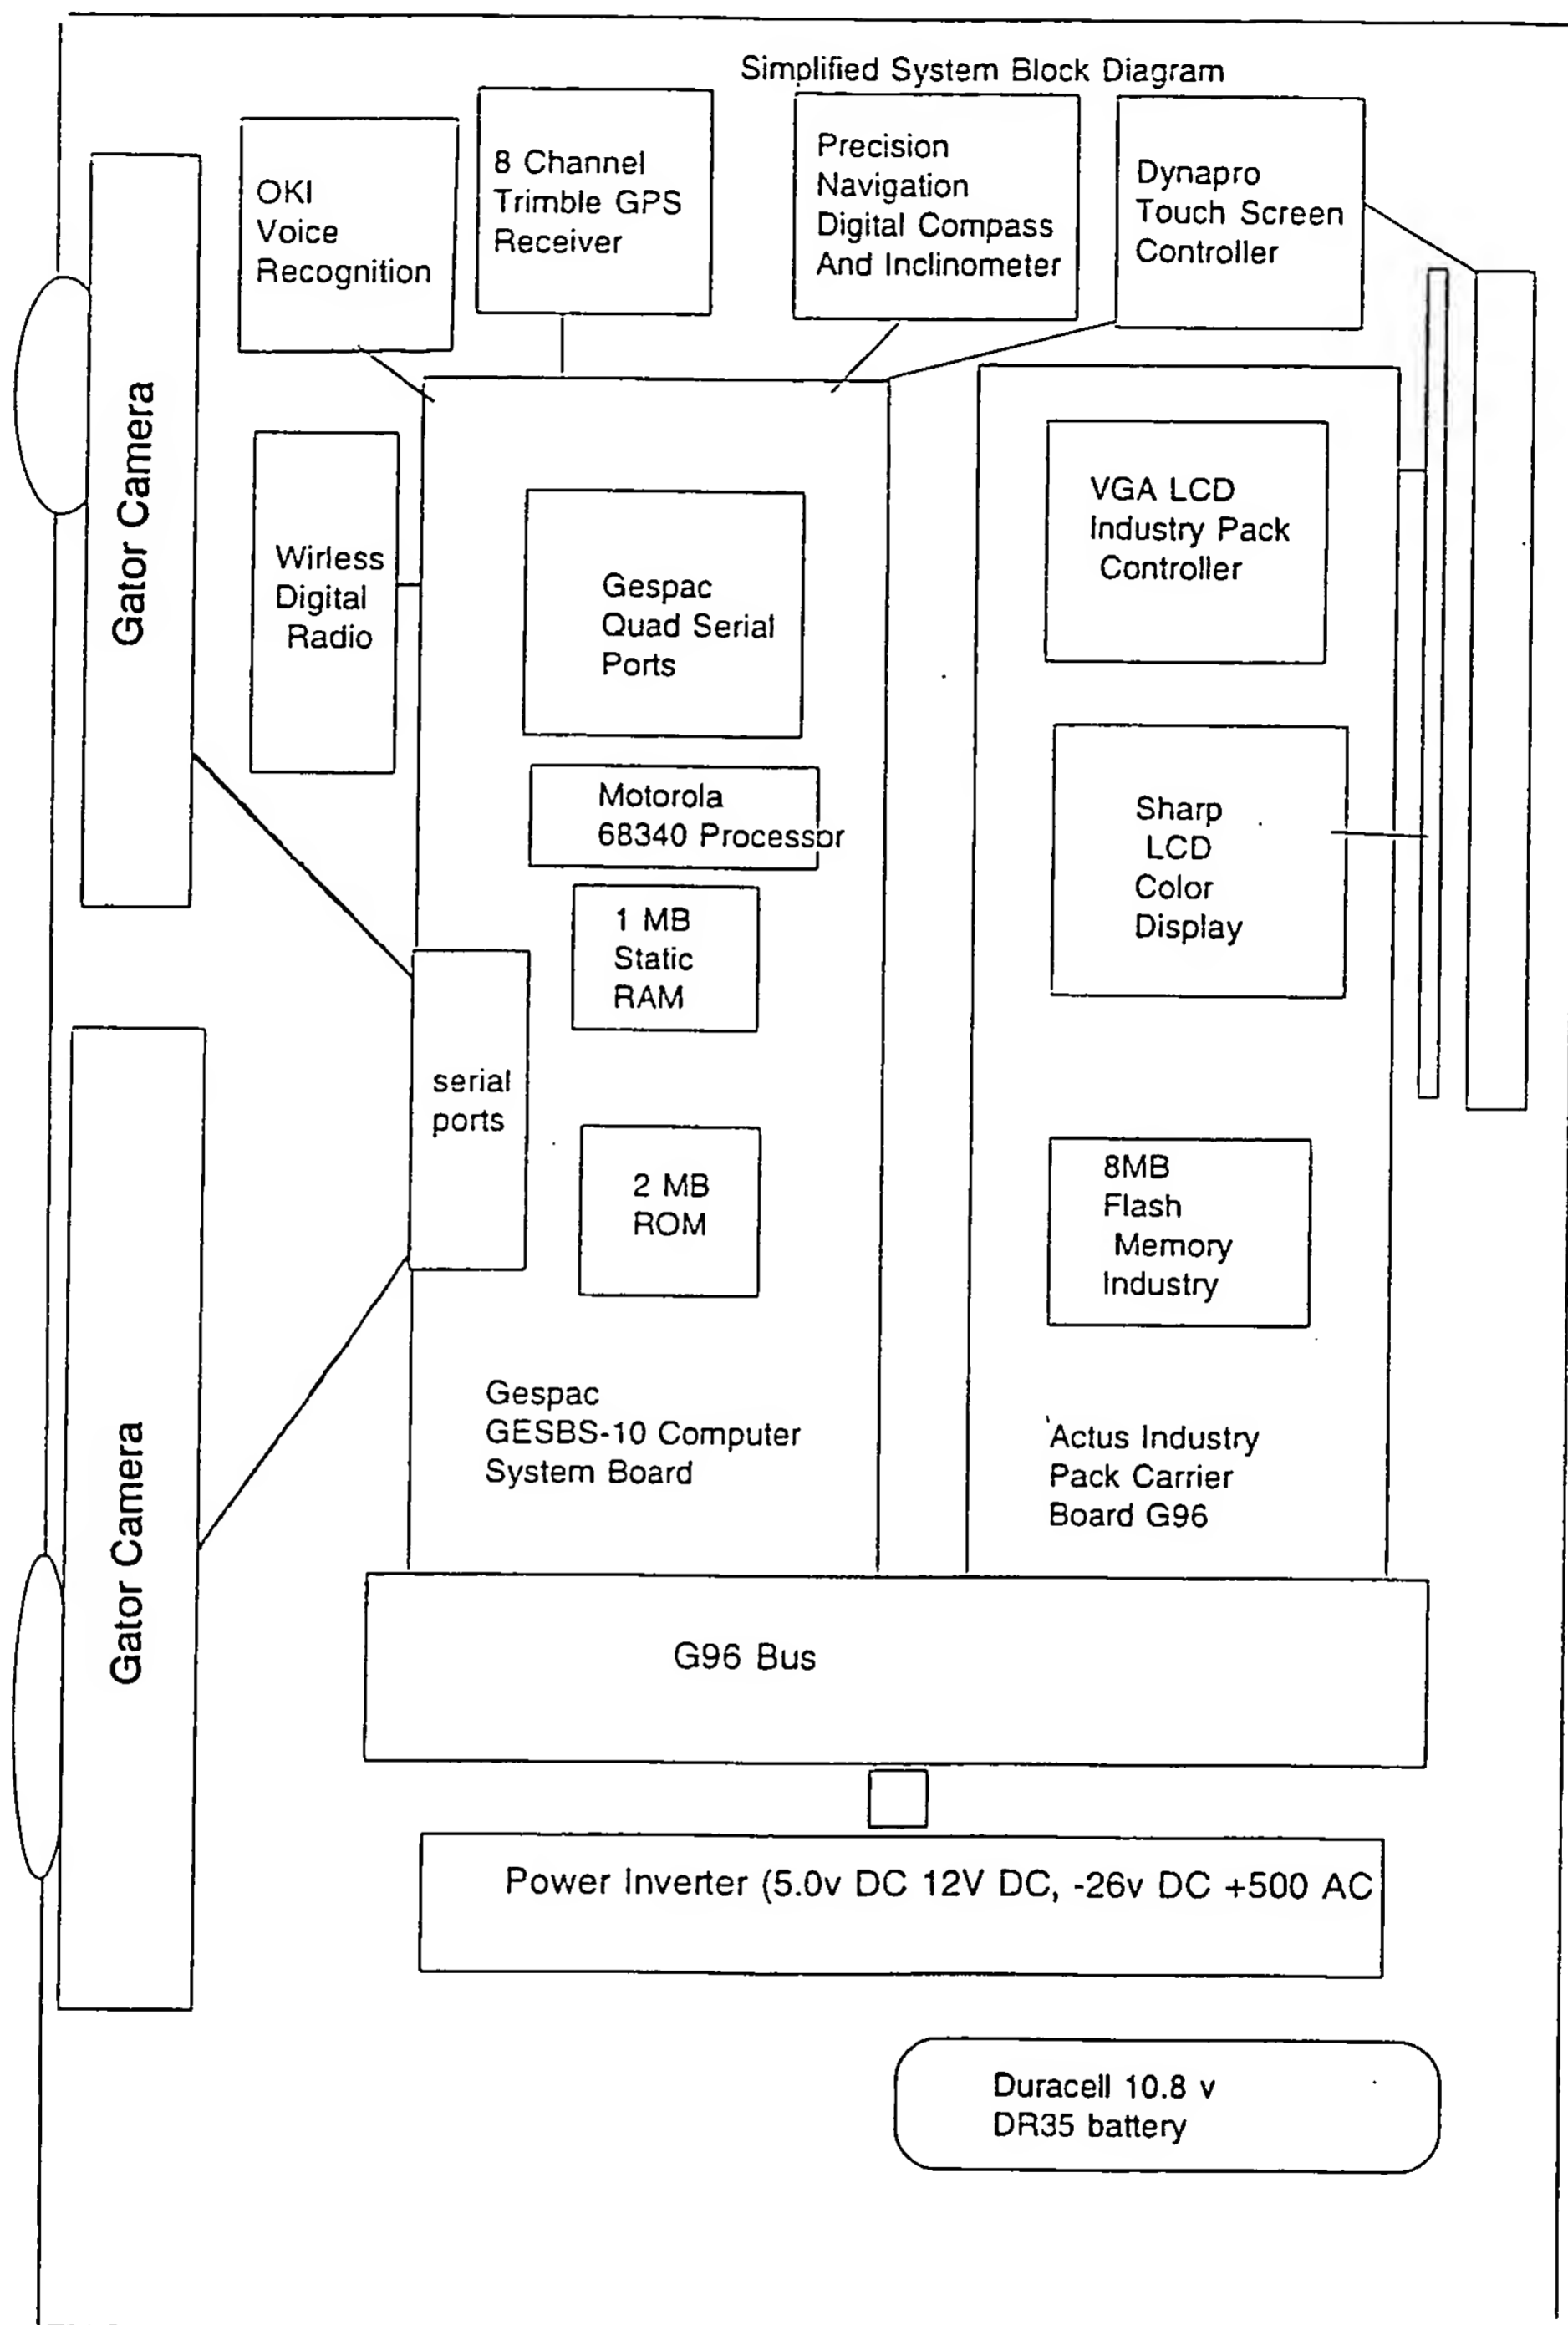 Simplified System Block Diagram
OKI
Voice
Recognition
8 Channel
Trimble GPS
Receiver
Precision
Navigation
Digital Compass
And Inclinometer
Dynapro
Touch Screen
Controller
Gator Camera
Wirless
Digital
Radio
Gespac
Quad Serial
Ports
VGA LCD
Industry Pack
Controller
Motorola
68340 Processor
Sharp
LCD
Color
Display
1 MB
Static
RAM
serial
ports
2 MB
ROM
8MB
Flash
Memory
Industry
Gespac
GESBS-10 Computer
System Board
Actus Industry
Pack Carrier
Board G96
Gator Camera
G96 Bus
Power Inverter (5.0v DC 12V DC, -26v DC +500 AC
Duracell 10.8 v
DR35 battery